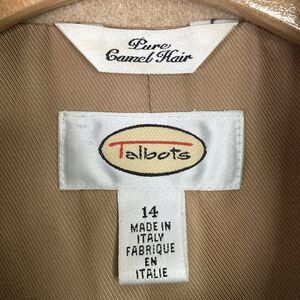 Pure
Camel Hair
Talbots
14
MADE IN
ITALY
FABRIQUE
EN
ITALIE